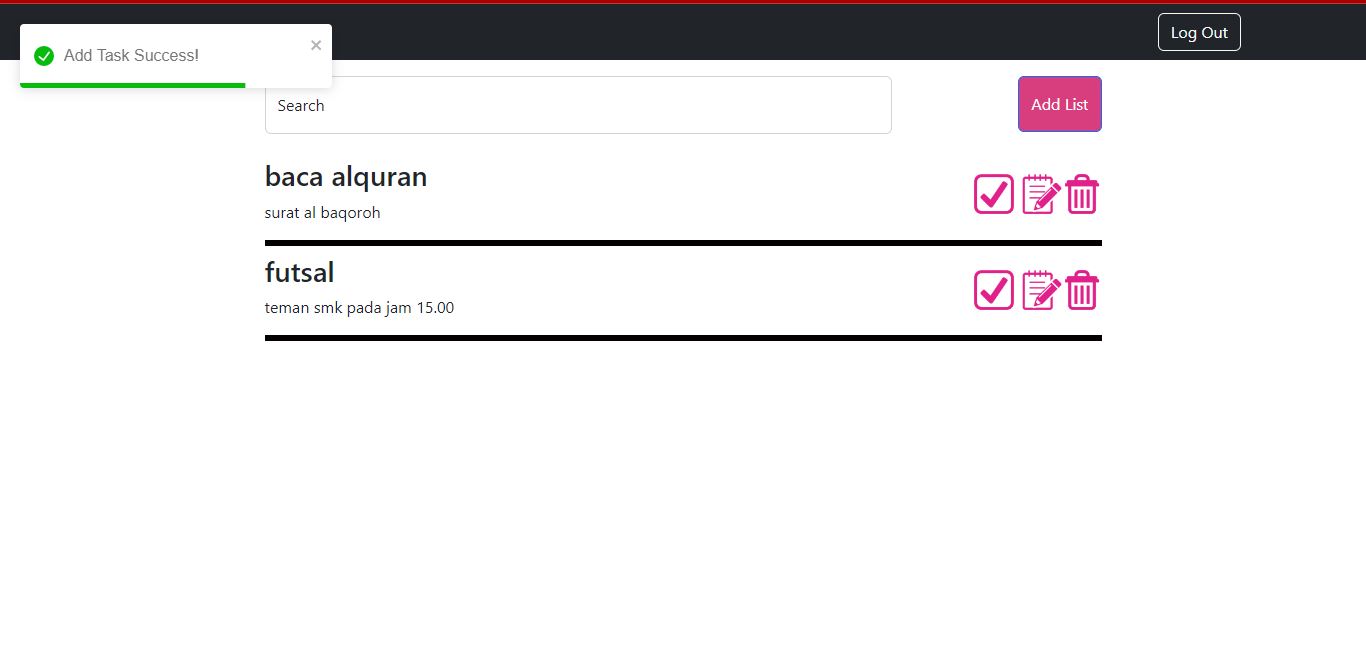 Add Task Success!
Log Out
Search
Add List
baca alquran
surat al baqoroh
futsal
teman smk pada jam 15.00